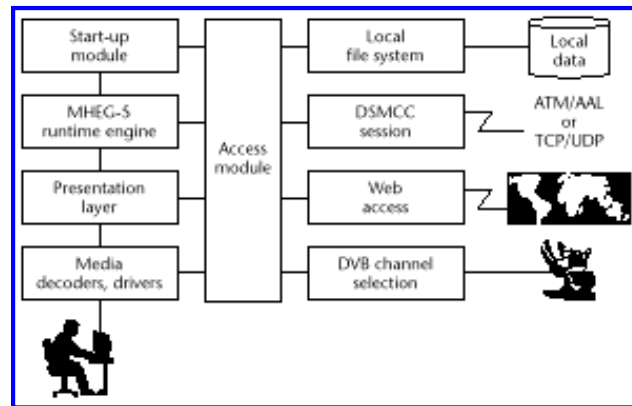 Start-up
module
MHEG-5
runtime engine
Presentation
layer
Media
decoders, drivers
Access
module
Local
file system
DSMCC
session
Web
access
DVB channel
selection
Local
data
ATM/AAL
or
TCP/UDP